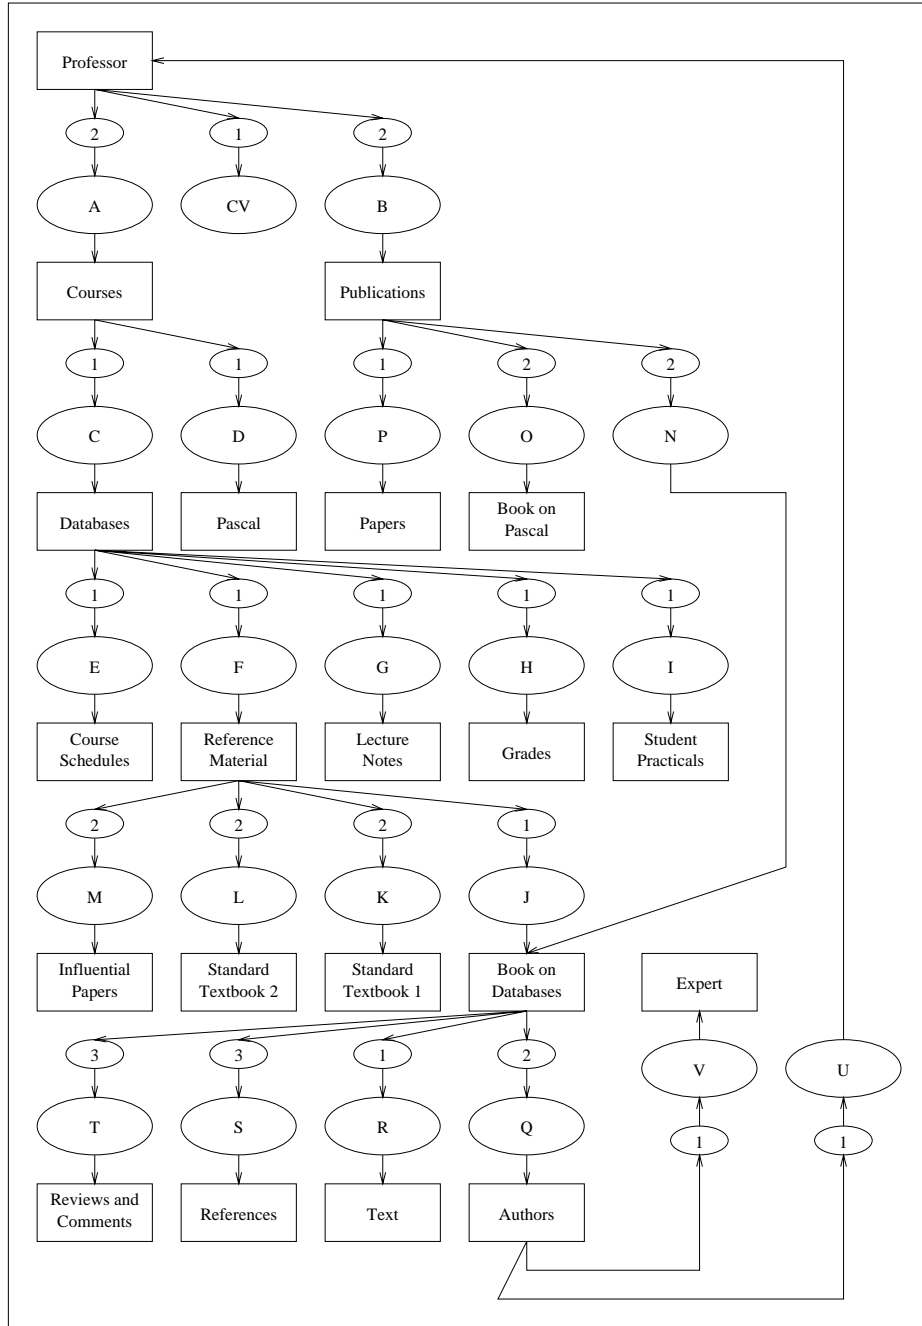 Professor
2
1
2
A
CV
B
Courses
Publications
1
1
1
2
2
C
D
P
O
N
Databases
Pascal
Papers
Book on
Pascal
1
1
1
1
1
E
F
G
H
I
Course
Schedules
Reference
Material
Lecture
Notes
Grades
Student
Practicals
2
2
2
1
M
L
K
J
Influential
Papers
Standard
Textbook 2
Standard
Textbook 1
Book on
Databases
Expert
3
3
1
2
V
U
T
S
R
Q
1
1
Reviews and
Comments
References
Text
Authors